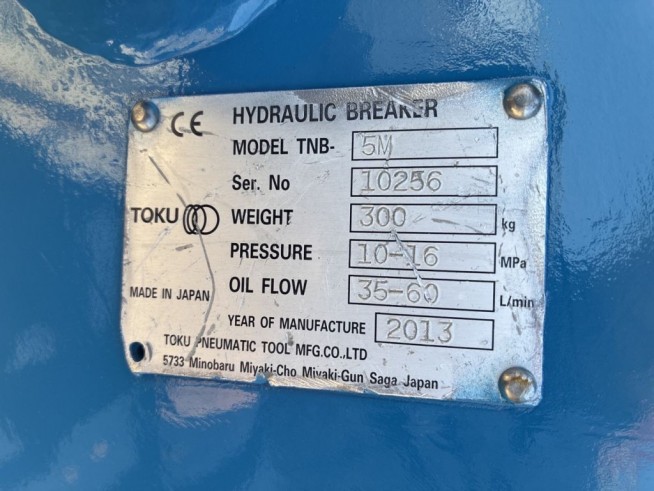 CE HYDRAULIC BREAKER
MODEL TNB- 5M
Ser. No 10256
TOKU WEIGHT 300 kg
PRESSURE 10-16 MPa
MADE IN JAPAN OIL FLOW 35-60 L/min
YEAR OF MANUFACTURE 2013
TOKU PNEUMATIC TOOL MFG.CO.,LTD
5733 Minobaru Miyaki-Cho Miyaki-Gun Saga Japan